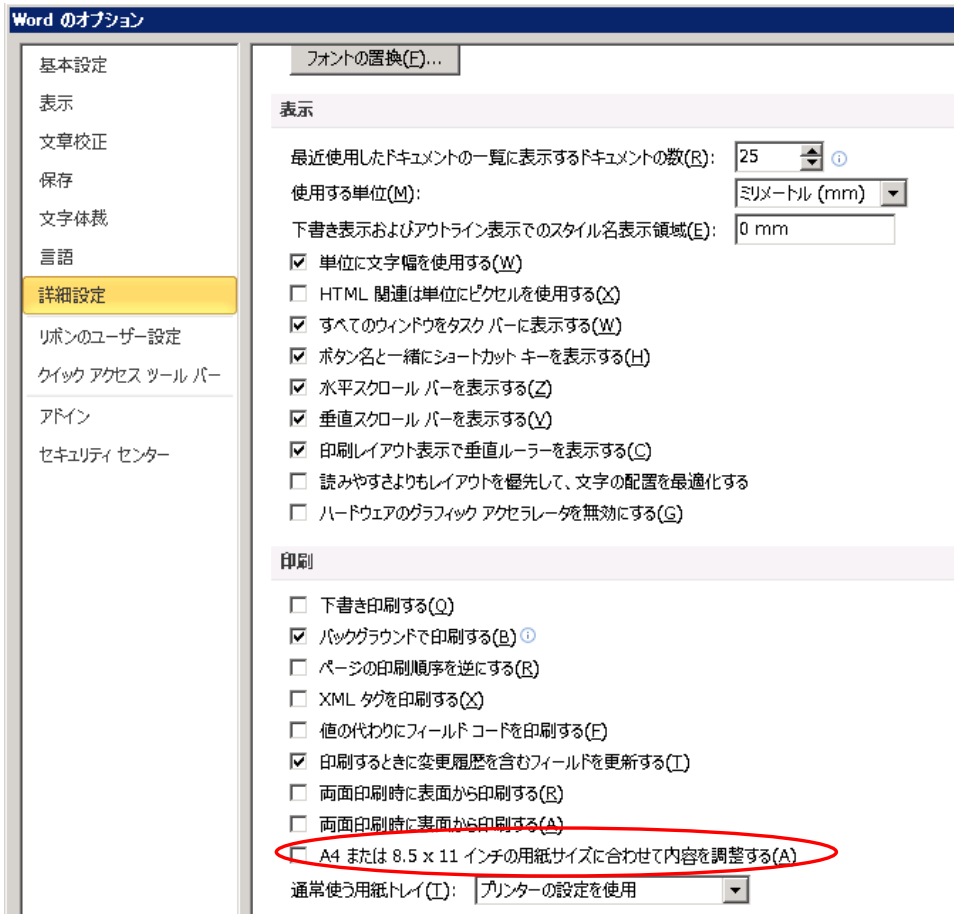 Word のオプション
基本設定
表示
文章校正
保存
文字体裁
言語
詳細設定
リボンのユーザー設定
クイック アクセス ツール バー
アドイン
セキュリティ センター
フォントの置換(F)...
表示
最近使用したドキュメントの一覧に表示するドキュメントの数(R): 25
使用する単位(M): ミリメートル (mm)
下書き表示およびアウトライン表示でのスタイル名表示領域(E): 0 mm
単位に文字幅を使用する(W)
HTML 関連は単位にピクセルを使用する(X)
すべてのウィンドウをタスク バーに表示する(W)
ボタン名と一緒にショートカット キーを表示する(H)
水平スクロール バーを表示する(Z)
垂直スクロール バーを表示する(V)
印刷レイアウト表示で垂直ルーラーを表示する(C)
読みやすさよりもレイアウトを優先して、文字の配置を最適化する
ハードウェアのグラフィック アクセラレータを無効にする(G)
印刷
下書き印刷する(Q)
バックグラウンドで印刷する(B)
ページの印刷順序を逆にする(R)
XML タグを印刷する(X)
値の代わりにフィールド コードを印刷する(F)
印刷するときに変更履歴を含むフィールドを更新する(T)
両面印刷時に表面から印刷する(R)
両面印刷時に裏面から印刷する(A)
A4 または 8.5 x 11 インチの用紙サイズに合わせて内容を調整する(A)
通常使う用紙トレイ(T): プリンターの設定を使用